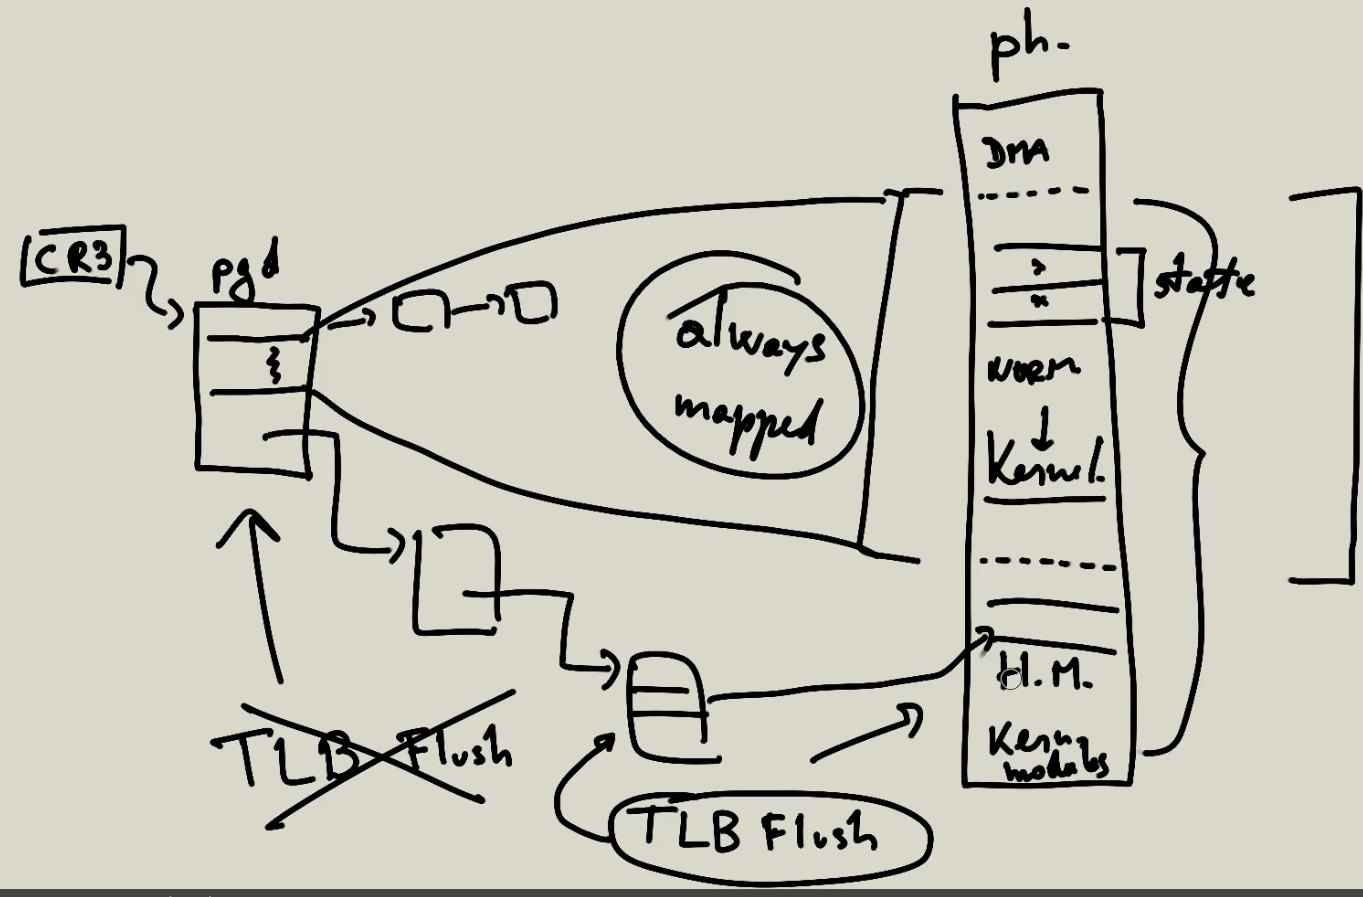 ph.
DMA
CR3
pgd
static
always
mapped
NORM.
Kernel.
H.M.
TLB Flush
Kern.
modules
TLB Flush